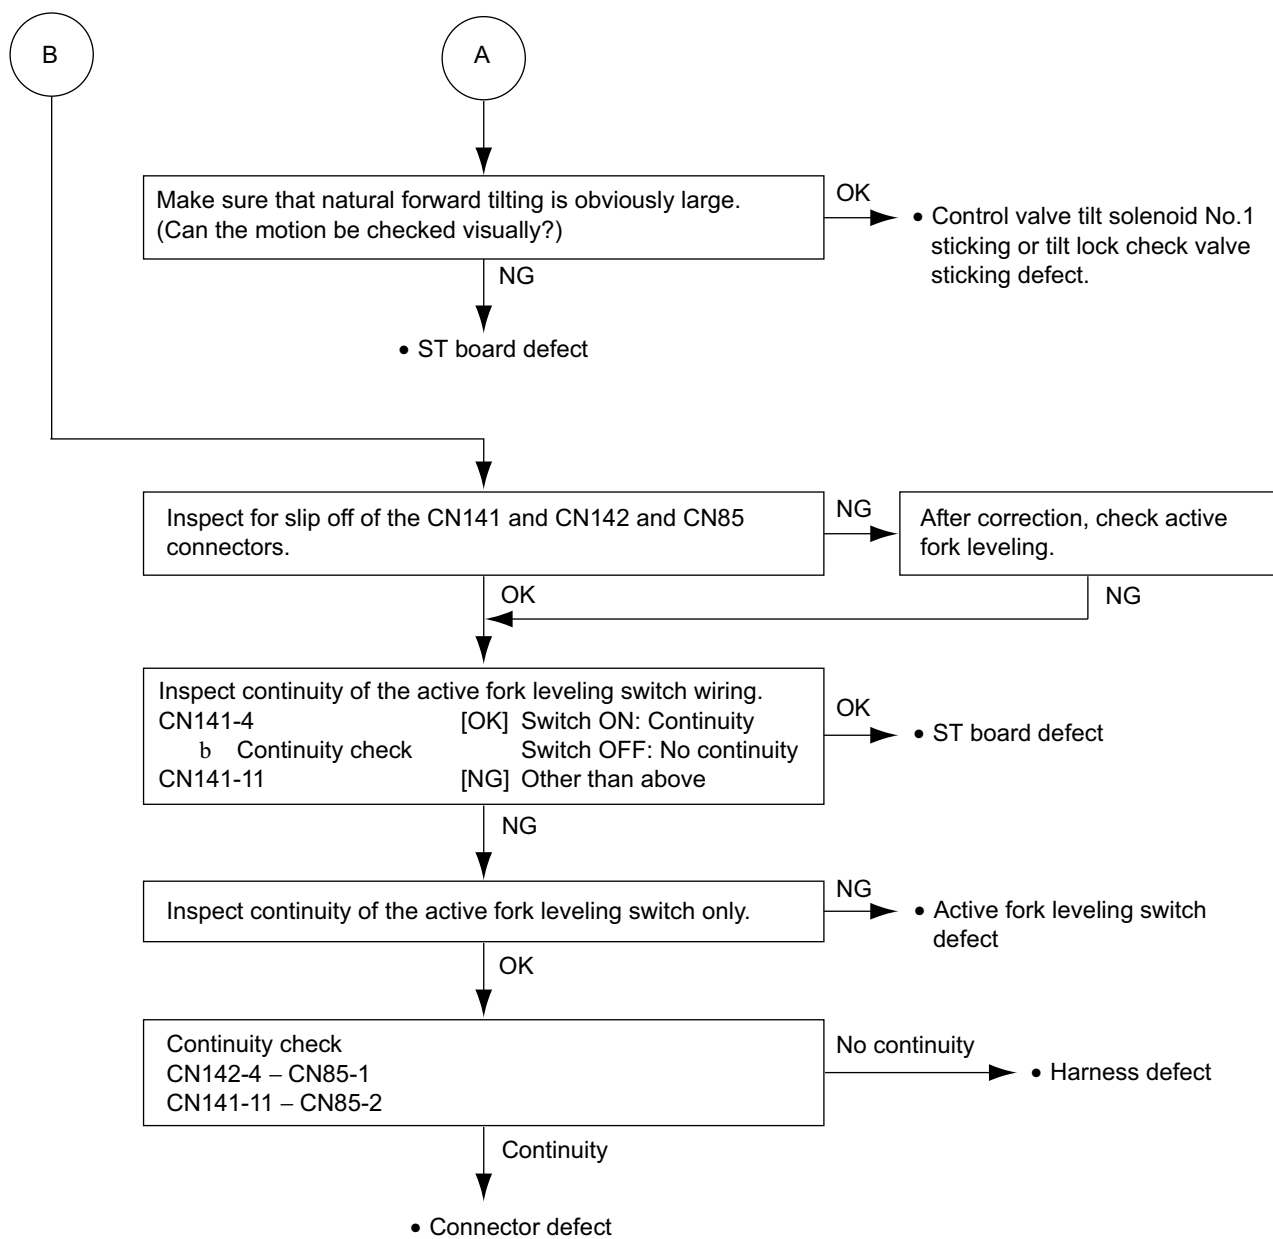 B
A
Make sure that natural forward tilting is obviously large.
(Can the motion be checked visually?)
OK
• Control valve tilt solenoid No.1
sticking or tilt lock check valve
sticking defect.
NG
• ST board defect
Inspect for slip off of the CN141 and CN142 and CN85
connectors.
NG
After correction, check active
fork leveling.
OK
NG
Inspect continuity of the active fork leveling switch wiring.
CN141-4 [OK] Switch ON: Continuity
b Continuity check Switch OFF: No continuity
CN141-11 [NG] Other than above
OK
• ST board defect
NG
Inspect continuity of the active fork leveling switch only.
NG
• Active fork leveling switch
defect
OK
Continuity check
CN142-4 – CN85-1
CN141-11 – CN85-2
No continuity
• Harness defect
Continuity
• Connector defect